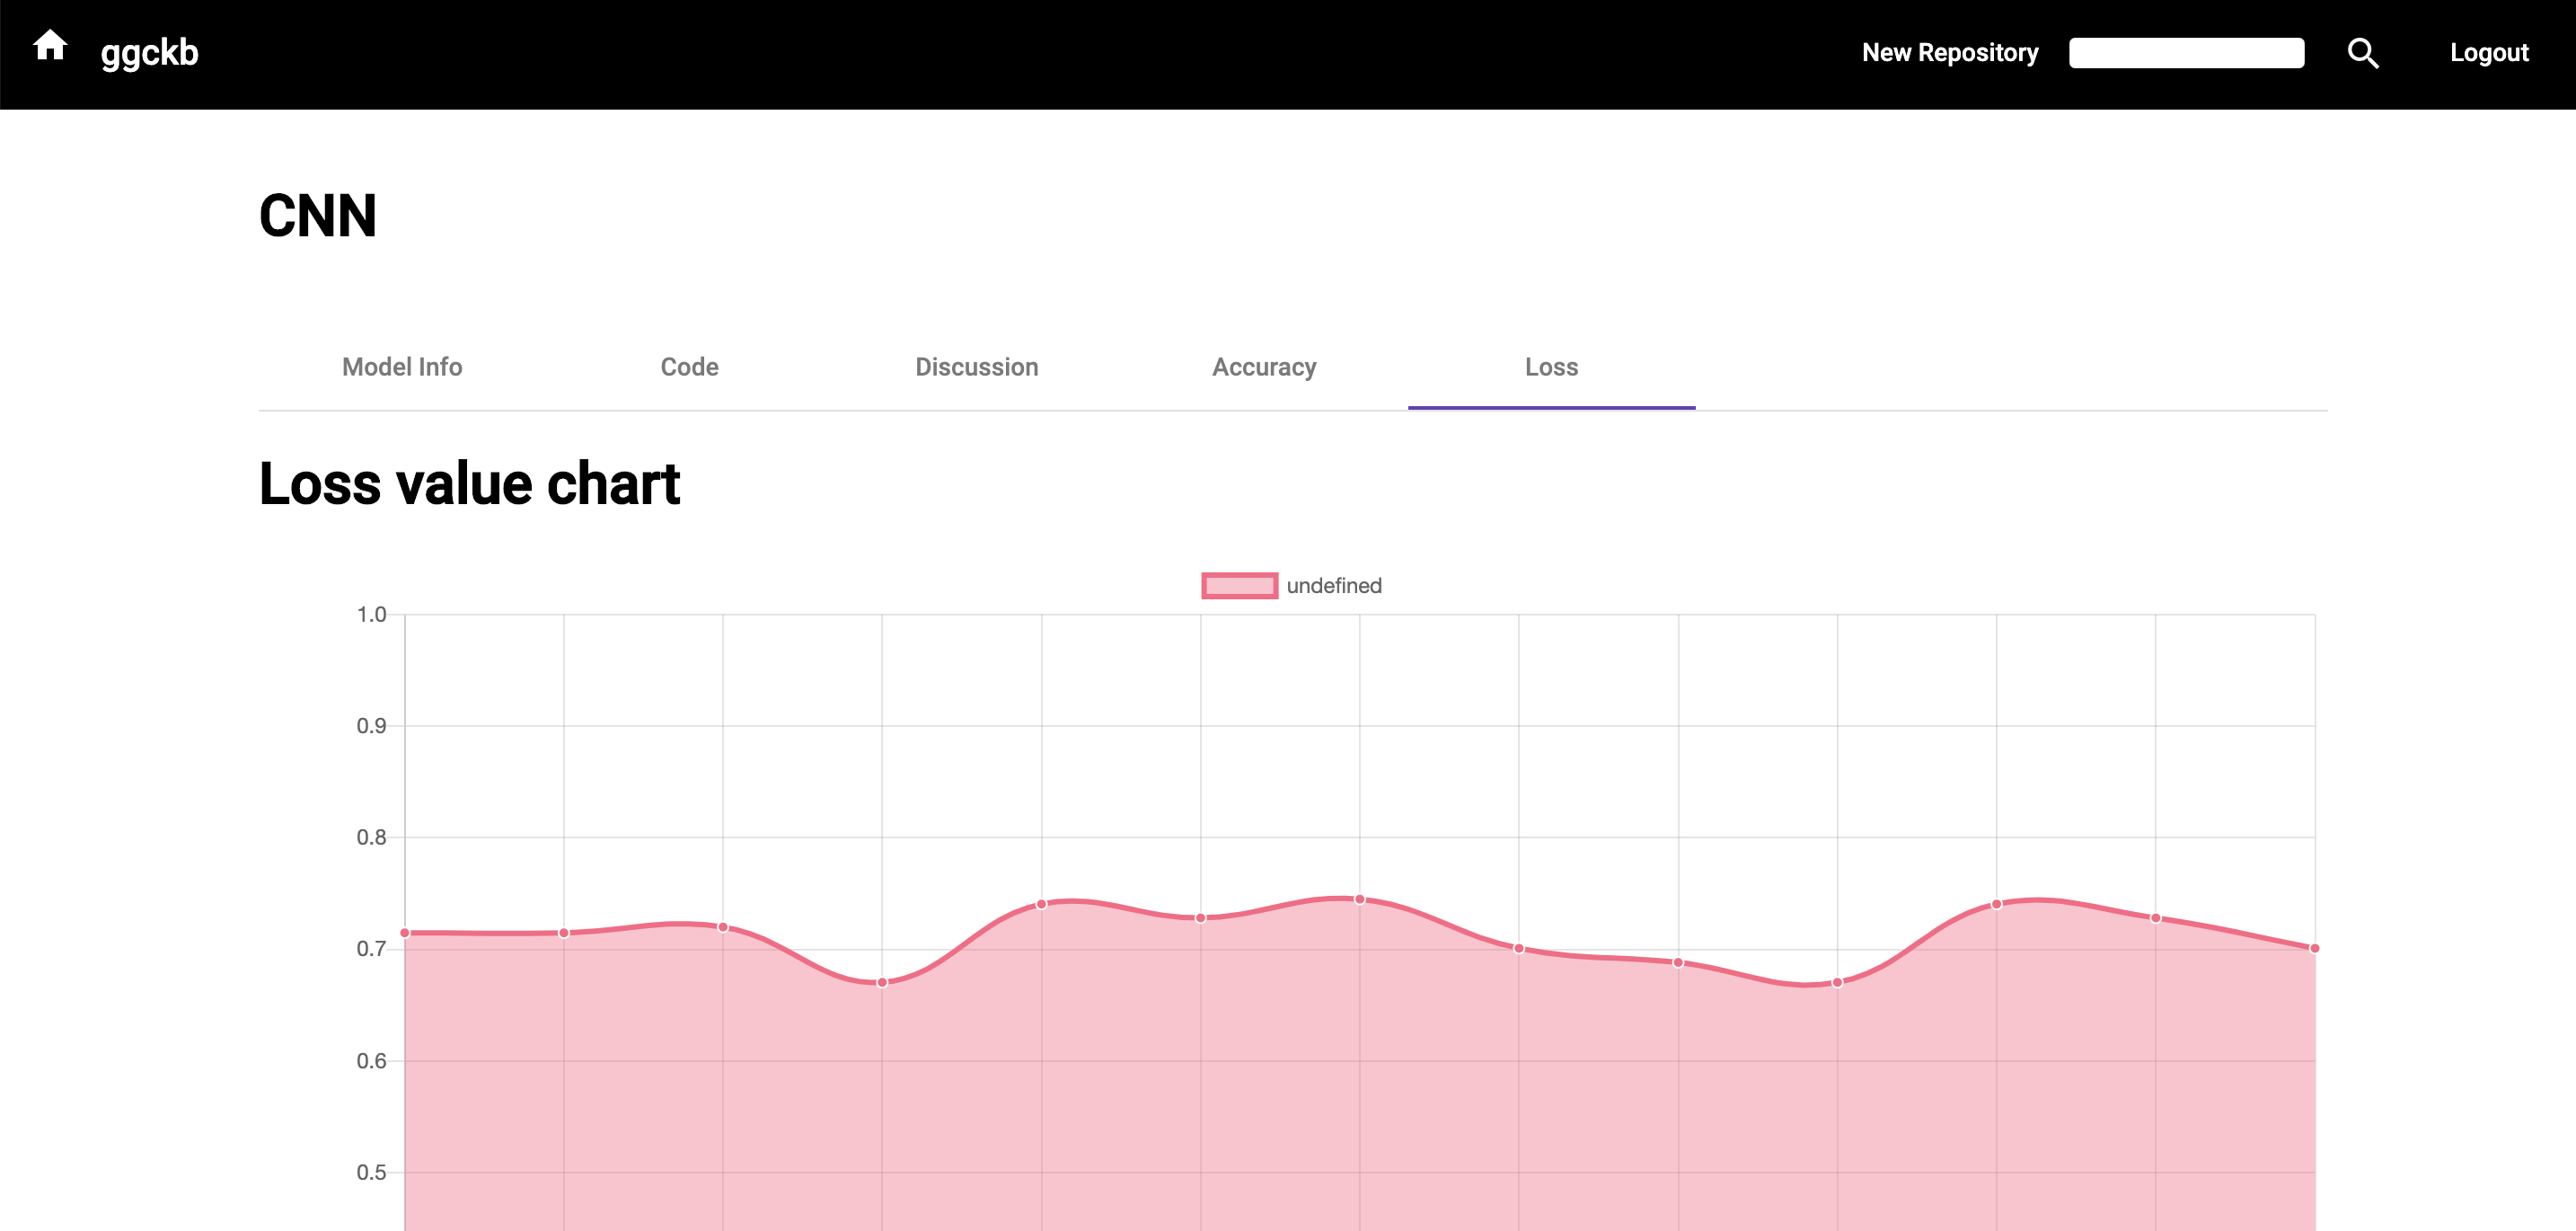 ggckb
New Repository
Logout
CNN
Model Info
Code
Discussion
Accuracy
Loss
Loss value chart
undefined
1.0
0.9
0.8
0.7
0.6
0.5